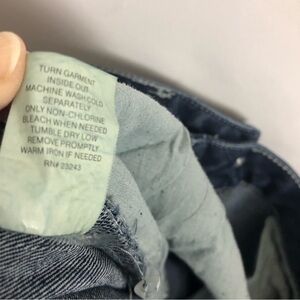 TURN GARMENT
INSIDE OUT
MACHINE WASH COLD
SEPARATELY
ONLY NON-CHLORINE
BLEACH WHEN NEEDED
TUMBLE DRY LOW
REMOVE PROMPTLY
WARM IRON IF NEEDED
RN# 23243